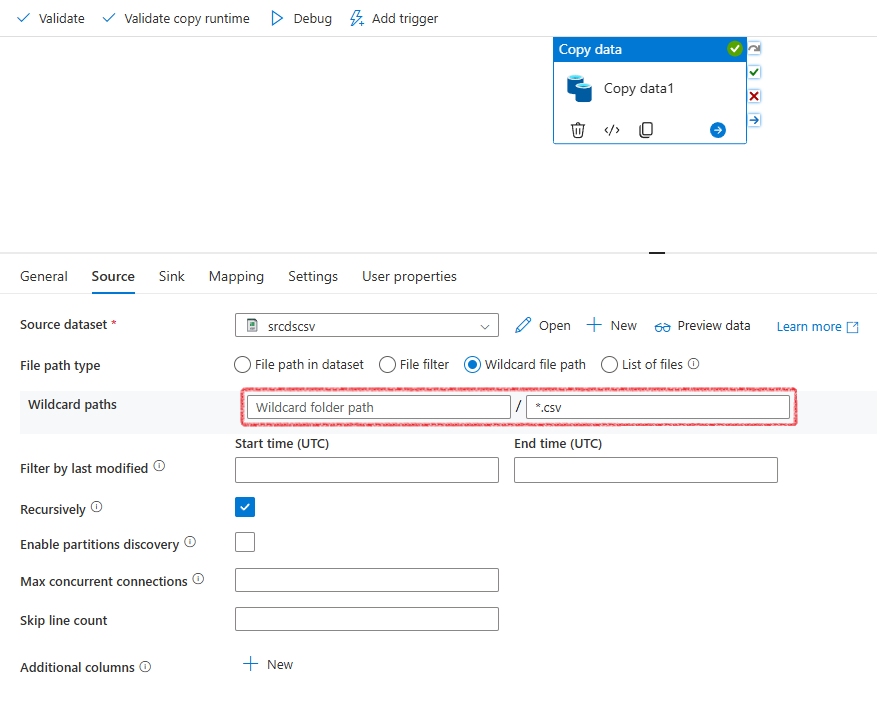 Validate Validate copy runtime Debug Add trigger
Copy data
Copy data1
General Source Sink Mapping Settings User properties
Source dataset * srcdscsv Open New Preview data Learn more
File path type File path in dataset File filter Wildcard file path List of files
Wildcard paths Wildcard folder path / *.csv
Start time (UTC) End time (UTC)
Filter by last modified
Recursively
Enable partitions discovery
Max concurrent connections
Skip line count
Additional columns New